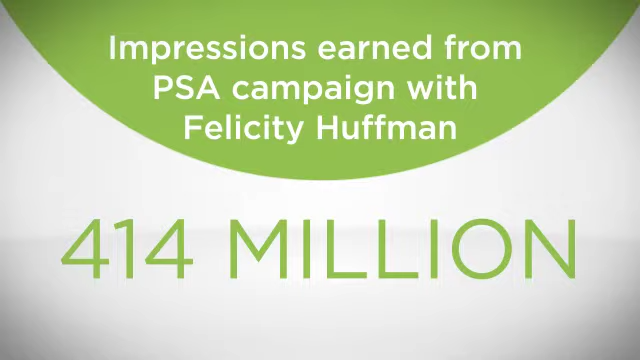 Impressions earned from
PSA campaign with
Felicity Huffman
414 MILLION